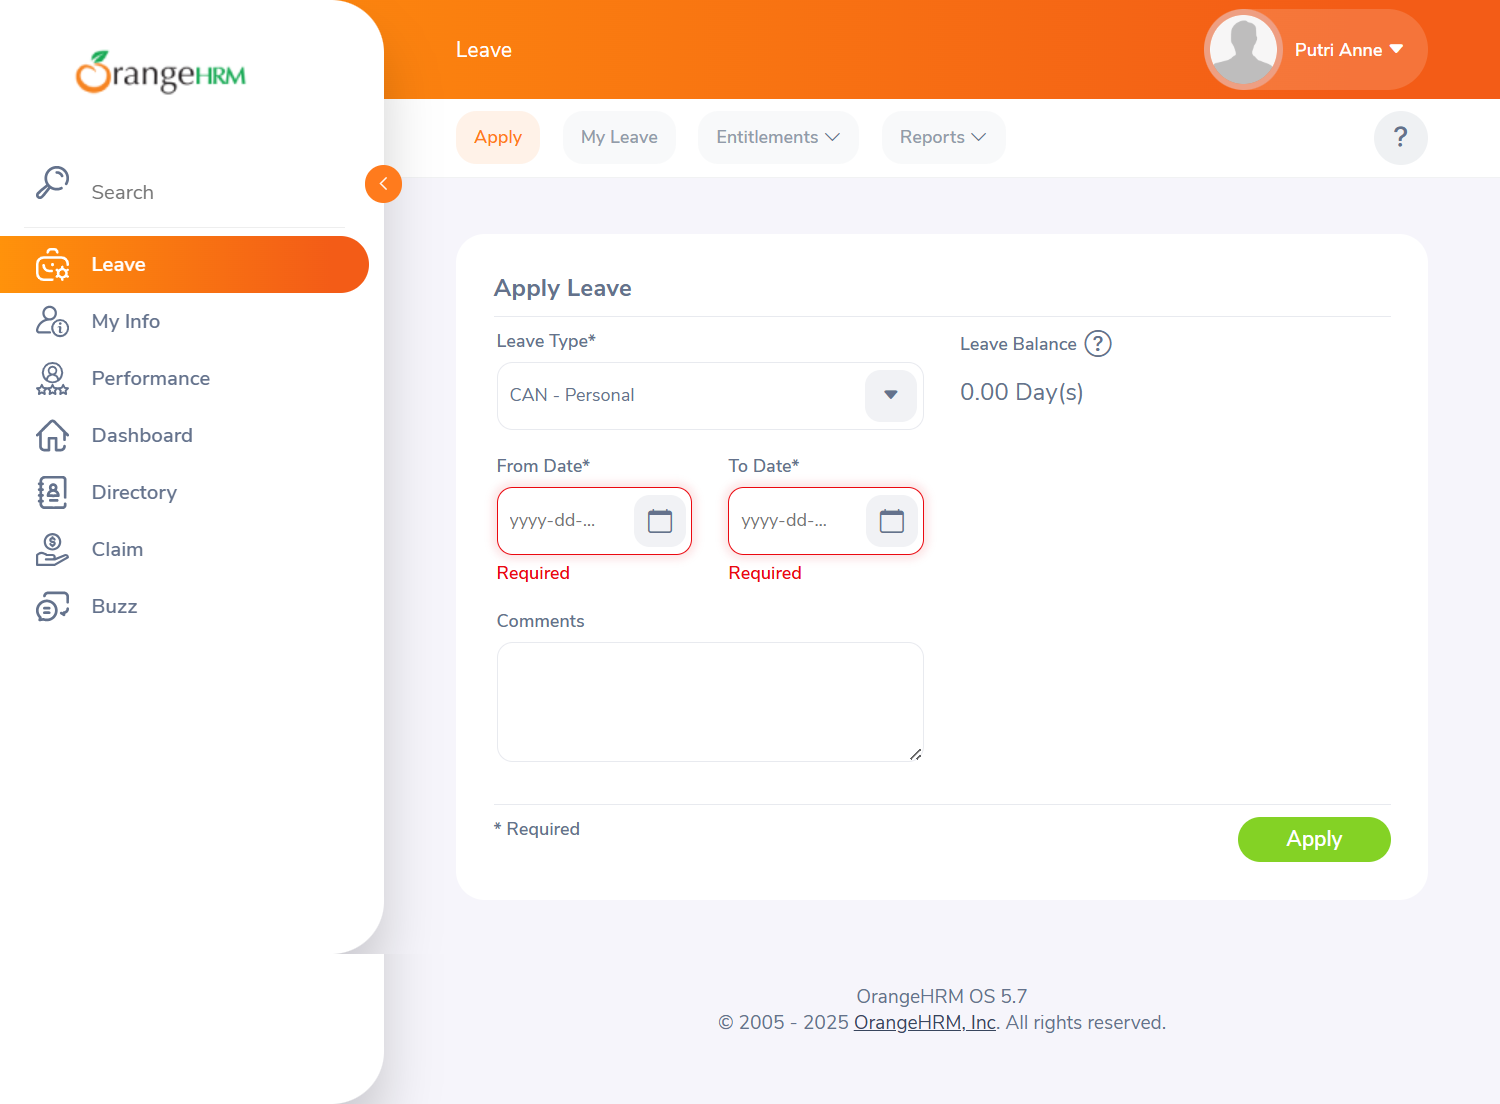 OrangeHRM
Search
Leave
My Info
Performance
Dashboard
Directory
Claim
Buzz
Leave
Putri Anne
Apply
My Leave
Entitlements
Reports
?
Apply Leave
Leave Type*
CAN - Personal
Leave Balance ?
0.00 Day(s)
From Date*
To Date*
yyyy-dd-...
yyyy-dd-...
Required
Required
Comments
* Required
Apply
OrangeHRM OS 5.7
© 2005 - 2025 OrangeHRM, Inc. All rights reserved.